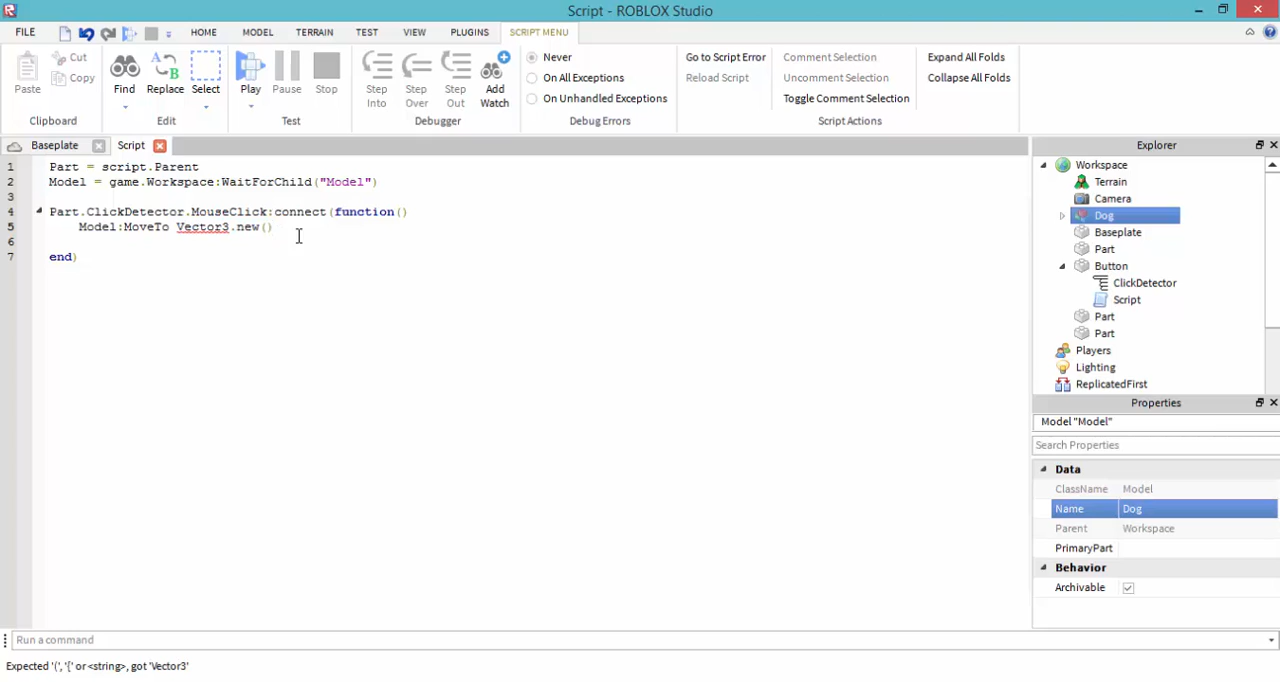 Script - ROBLOX Studio
FILE HOME MODEL TERRAIN TEST VIEW PLUGINS SCRIPT MENU
Paste Cut Copy
Clipboard
Find Replace Select
Edit
Play Pause Stop
Test
Step Into Step Over Step Out Add Watch
Debugger
Never
On All Exceptions
On Unhandled Exceptions
Debug Errors
Go to Script Error
Reload Script
Comment Selection
Uncomment Selection
Toggle Comment Selection
Script Actions
Expand All Folds
Collapse All Folds
Baseplate Script
1 Part = script.Parent
2 Model = game.Workspace:WaitForChild("Model")
3
4 Part.ClickDetector.MouseClick:connect(function()
5 Model:MoveTo Vector3.new()
6
7 end)
Explorer
Workspace
Terrain
Camera
Dog
Baseplate
Part
Button
ClickDetector
Script
Part
Part
Players
Lighting
ReplicatedFirst
Properties
Model "Model"
Search Properties
Data
ClassName Model
Name Dog
Parent Workspace
PrimaryPart
Behavior
Archivable
Run a command
Expected '(', '{' or <string>, got 'Vector3'